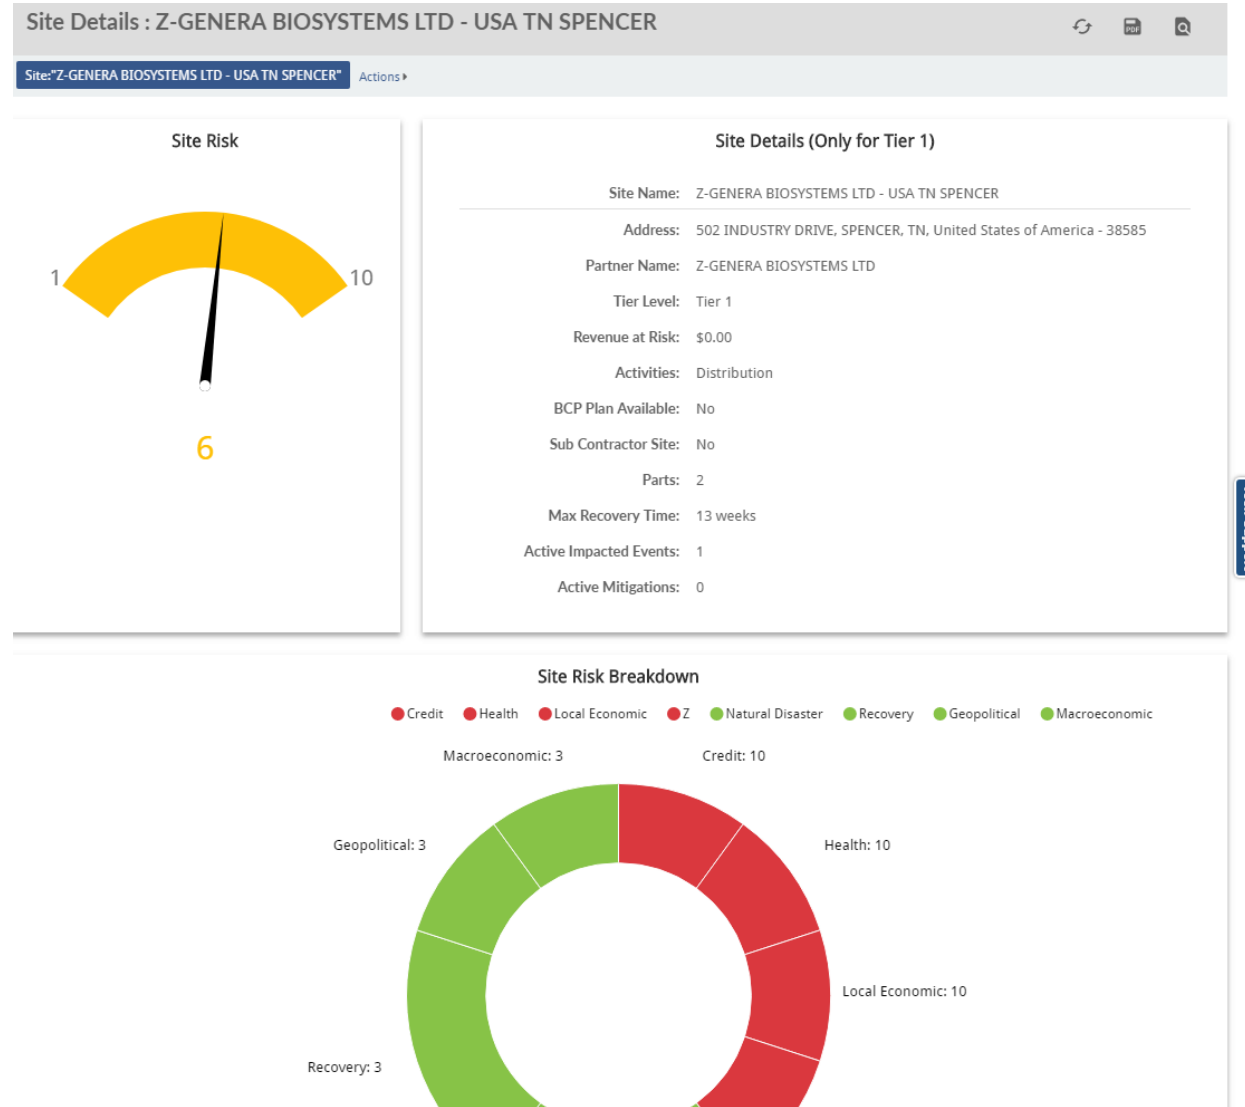 Site Details : Z-GENERA BIOSYSTEMS LTD - USA TN SPENCER
PDF
Site:"Z-GENERA BIOSYSTEMS LTD - USA TN SPENCER" Actions
Site Risk
1
10
6
Site Details (Only for Tier 1)
Site Name: Z-GENERA BIOSYSTEMS LTD - USA TN SPENCER
Address: 502 INDUSTRY DRIVE, SPENCER, TN, United States of America - 38585
Partner Name: Z-GENERA BIOSYSTEMS LTD
Tier Level: Tier 1
Revenue at Risk: $0.00
Activities: Distribution
BCP Plan Available: No
Sub Contractor Site: No
Parts: 2
Max Recovery Time: 13 weeks
Active Impacted Events: 1
Active Mitigations: 0
Site Risk Breakdown
Credit Health Local Economic Z Natural Disaster Recovery Geopolitical Macroeconomic
Macroeconomic: 3
Credit: 10
Geopolitical: 3
Health: 10
Local Economic: 10
Recovery: 3